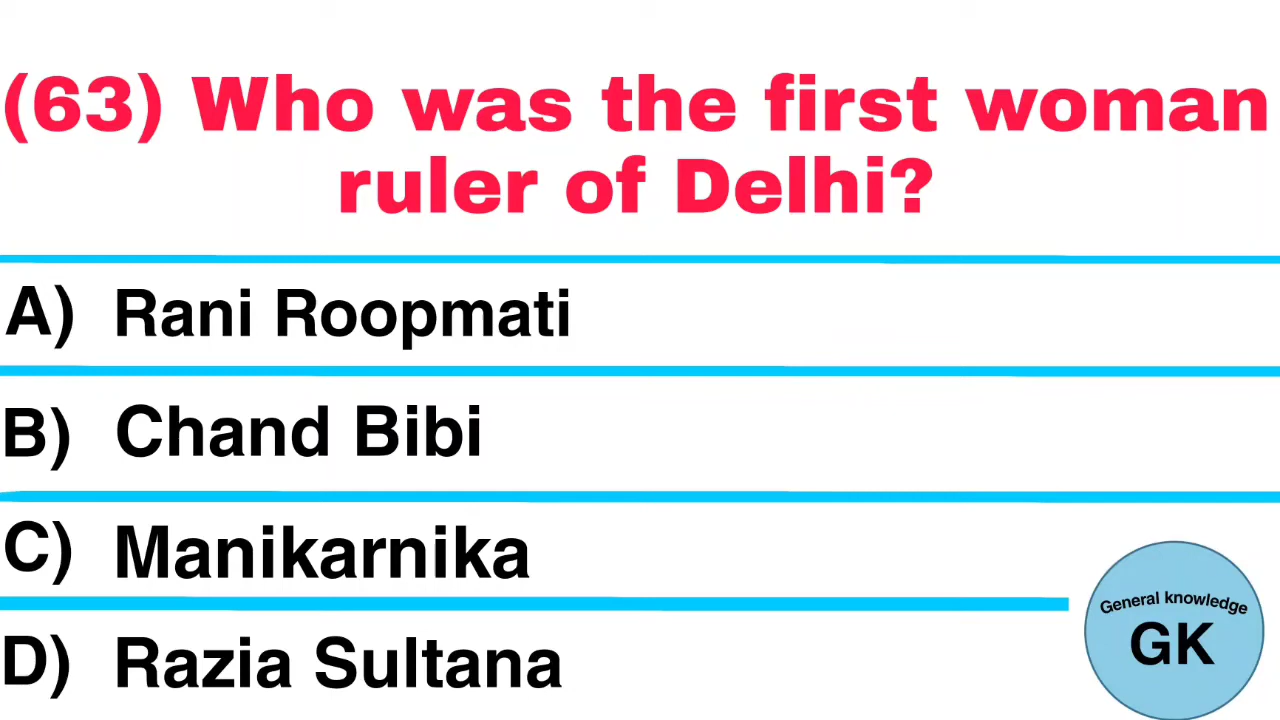 (63) Who was the first woman
ruler of Delhi?
A) Rani Roopmati
B) Chand Bibi
C) Manikarnika
D) Razia Sultana
General knowledge
GK